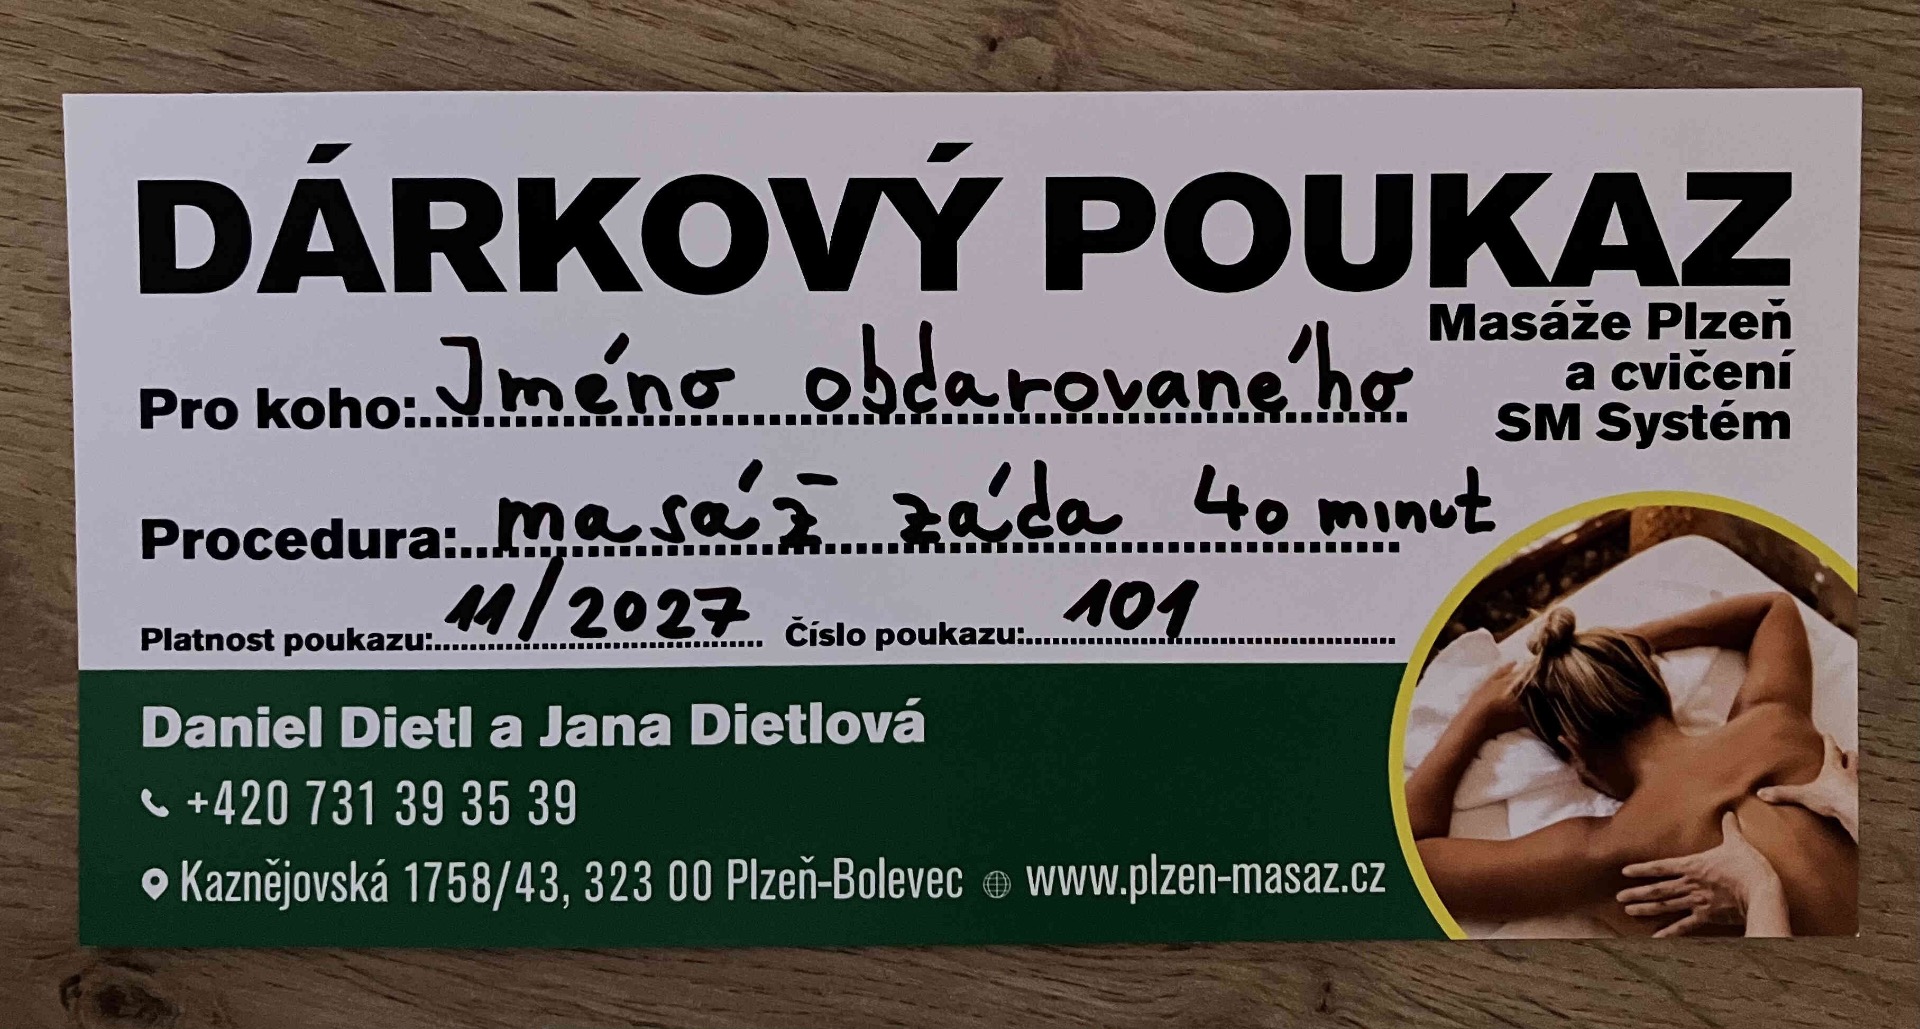 DÁRKOVÝ POUKAZ
Masáže Plzeň
a cvičení
SM Systém
Pro koho: Jméno obdarovaného
Procedura: masáž záda 40 minut
Platnost poukazu: 11/2027 Číslo poukazu: 101
Daniel Dietl a Jana Dietlová
+420 731 39 35 39
Kaznějovská 1758/43, 323 00 Plzeň-Bolevec www.plzen-masaz.cz